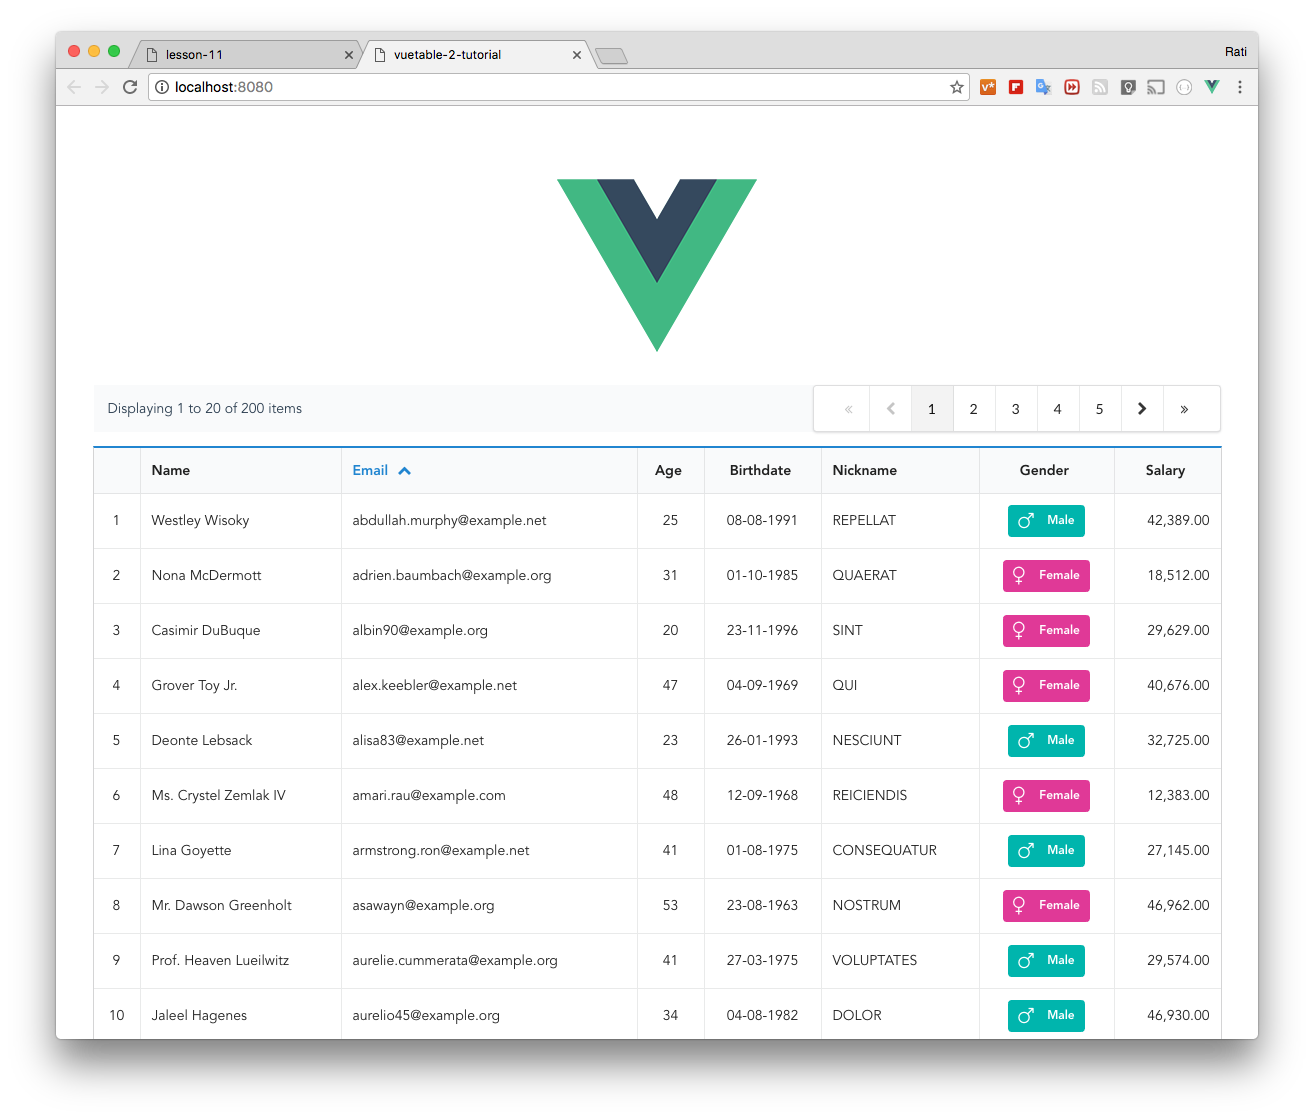 lesson-11 vuetable-2-tutorial Rati
localhost:8080
Displaying 1 to 20 of 200 items « 1 2 3 4 5 »
Name Email Age Birthdate Nickname Gender Salary
1 Westley Wisoky abdullah.murphy@example.net 25 08-08-1991 REPELLAT Male 42,389.00
2 Nona McDermott adrien.baumbach@example.org 31 01-10-1985 QUAERAT Female 18,512.00
3 Casimir DuBuque albin90@example.org 20 23-11-1996 SINT Female 29,629.00
4 Grover Toy Jr. alex.keebler@example.net 47 04-09-1969 QUI Female 40,676.00
5 Deonte Lebsack alisa83@example.net 23 26-01-1993 NESCIUNT Male 32,725.00
6 Ms. Crystel Zemlak IV amari.rau@example.com 48 12-09-1968 REICIENDIS Female 12,383.00
7 Lina Goyette armstrong.ron@example.net 41 01-08-1975 CONSEQUATUR Male 27,145.00
8 Mr. Dawson Greenholt asawayn@example.org 53 23-08-1963 NOSTRUM Female 46,962.00
9 Prof. Heaven Lueilwitz aurelie.cummerata@example.org 41 27-03-1975 VOLUPTATES Male 29,574.00
10 Jaleel Hagenes aurelio45@example.org 34 04-08-1982 DOLOR Male 46,930.00